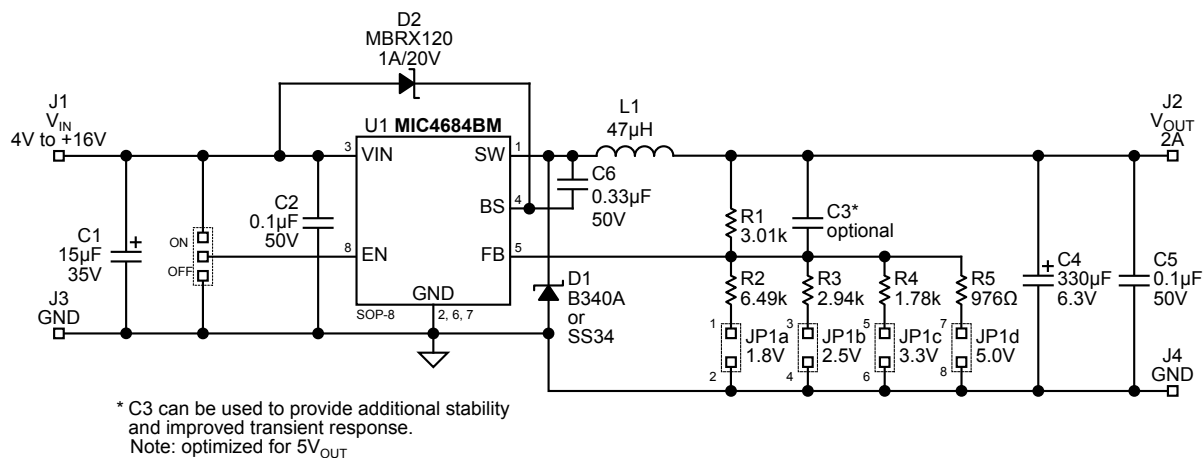 D2
MBRX120
1A/20V
J1
VIN
4V to +16V
U1 MIC4684BM
L1
47µH
J2
VOUT
2A
3
VIN
SW
1
C6
0.33µF
50V
BS
4
C2
0.1µF
50V
R1
3.01k
C3*
optional
C1
+
15µF
35V
ON
OFF
8
EN
FB
5
D1
B340A
or
SS34
R2
6.49k
R3
2.94k
R4
1.78k
R5
976Ω
C4
+
330µF
6.3V
C5
0.1µF
50V
J3
GND
GND
SOP-8
2, 6, 7
1
JP1a
1.8V
2
3
JP1b
2.5V
4
5
JP1c
3.3V
6
7
JP1d
5.0V
8
J4
GND
* C3 can be used to provide additional stability
and improved transient response.
Note: optimized for 5VOUT